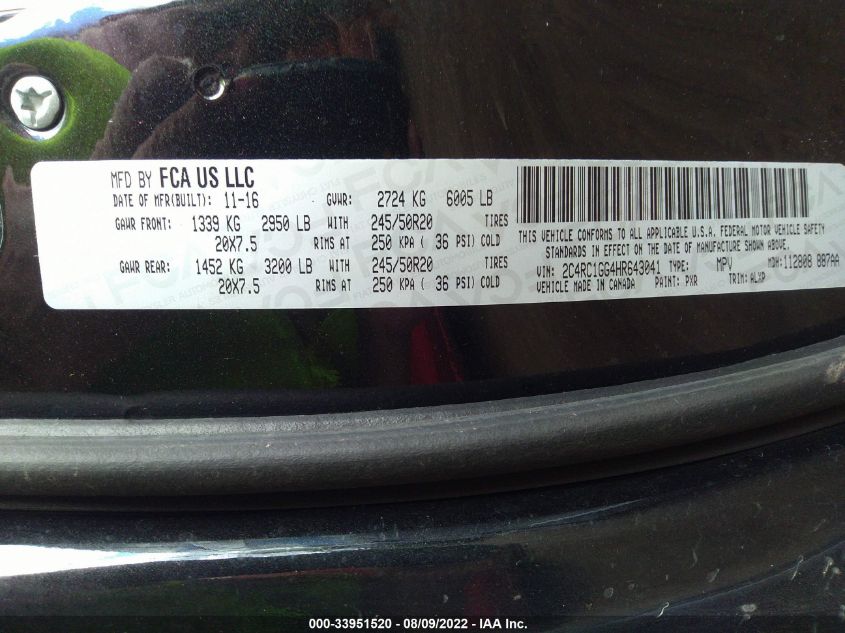 MFD BY FCA US LLC
DATE OF MFR(BUILT): 11-16 GVWR: 2724 KG 6005 LB
GAWR FRONT: 1339 KG 2950 LB WITH 245/50R20 TIRES
20X7.5 RIMS AT 250 KPA ( 36 PSI) COLD
GAWR REAR: 1452 KG 3200 LB WITH 245/50R20 TIRES
20X7.5 RIMS AT 250 KPA ( 36 PSI) COLD
THIS VEHICLE CONFORMS TO ALL APPLICABLE U.S.A. FEDERAL MOTOR VEHICLE SAFETY
STANDARDS IN EFFECT ON THE DATE OF MANUFACTURE SHOWN ABOVE.
VIN: 2C4RC1GG4HR643041 TYPE: MPV MDH:112808 887AA
VEHICLE MADE IN CANADA PAINT: PXR TRIM: ALXP
000-33951520 - 08/09/2022 - IAA Inc.